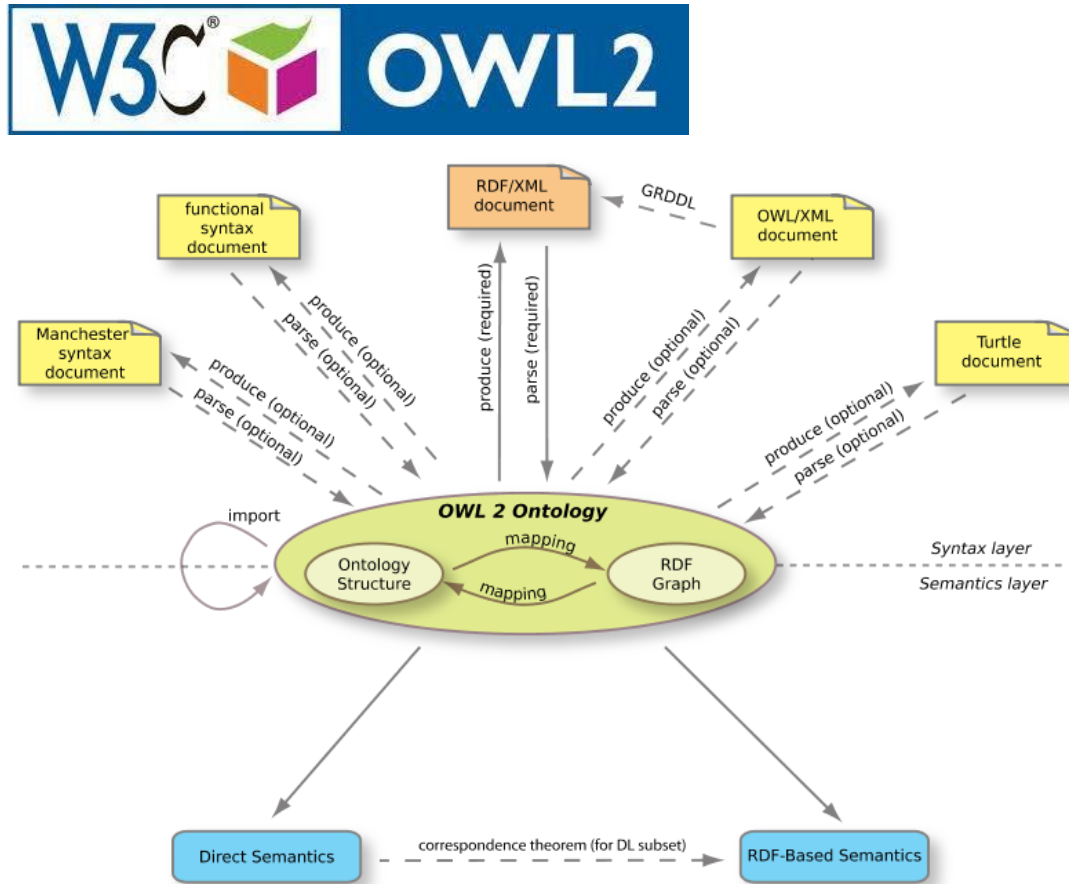 W3C®
OWL2
RDF/XML
document
GRDDL
functional
syntax
document
OWL/XML
document
Manchester
syntax
document
Turtle
document
produce (optional)
parse (optional)
produce (optional)
parse (optional)
produce (required)
parse (required)
produce (optional)
parse (optional)
produce (optional)
parse (optional)
import
OWL 2 Ontology
mapping
Ontology
Structure
RDF
Graph
mapping
Syntax layer
Semantics layer
Direct Semantics
correspondence theorem (for DL subset)
RDF-Based Semantics